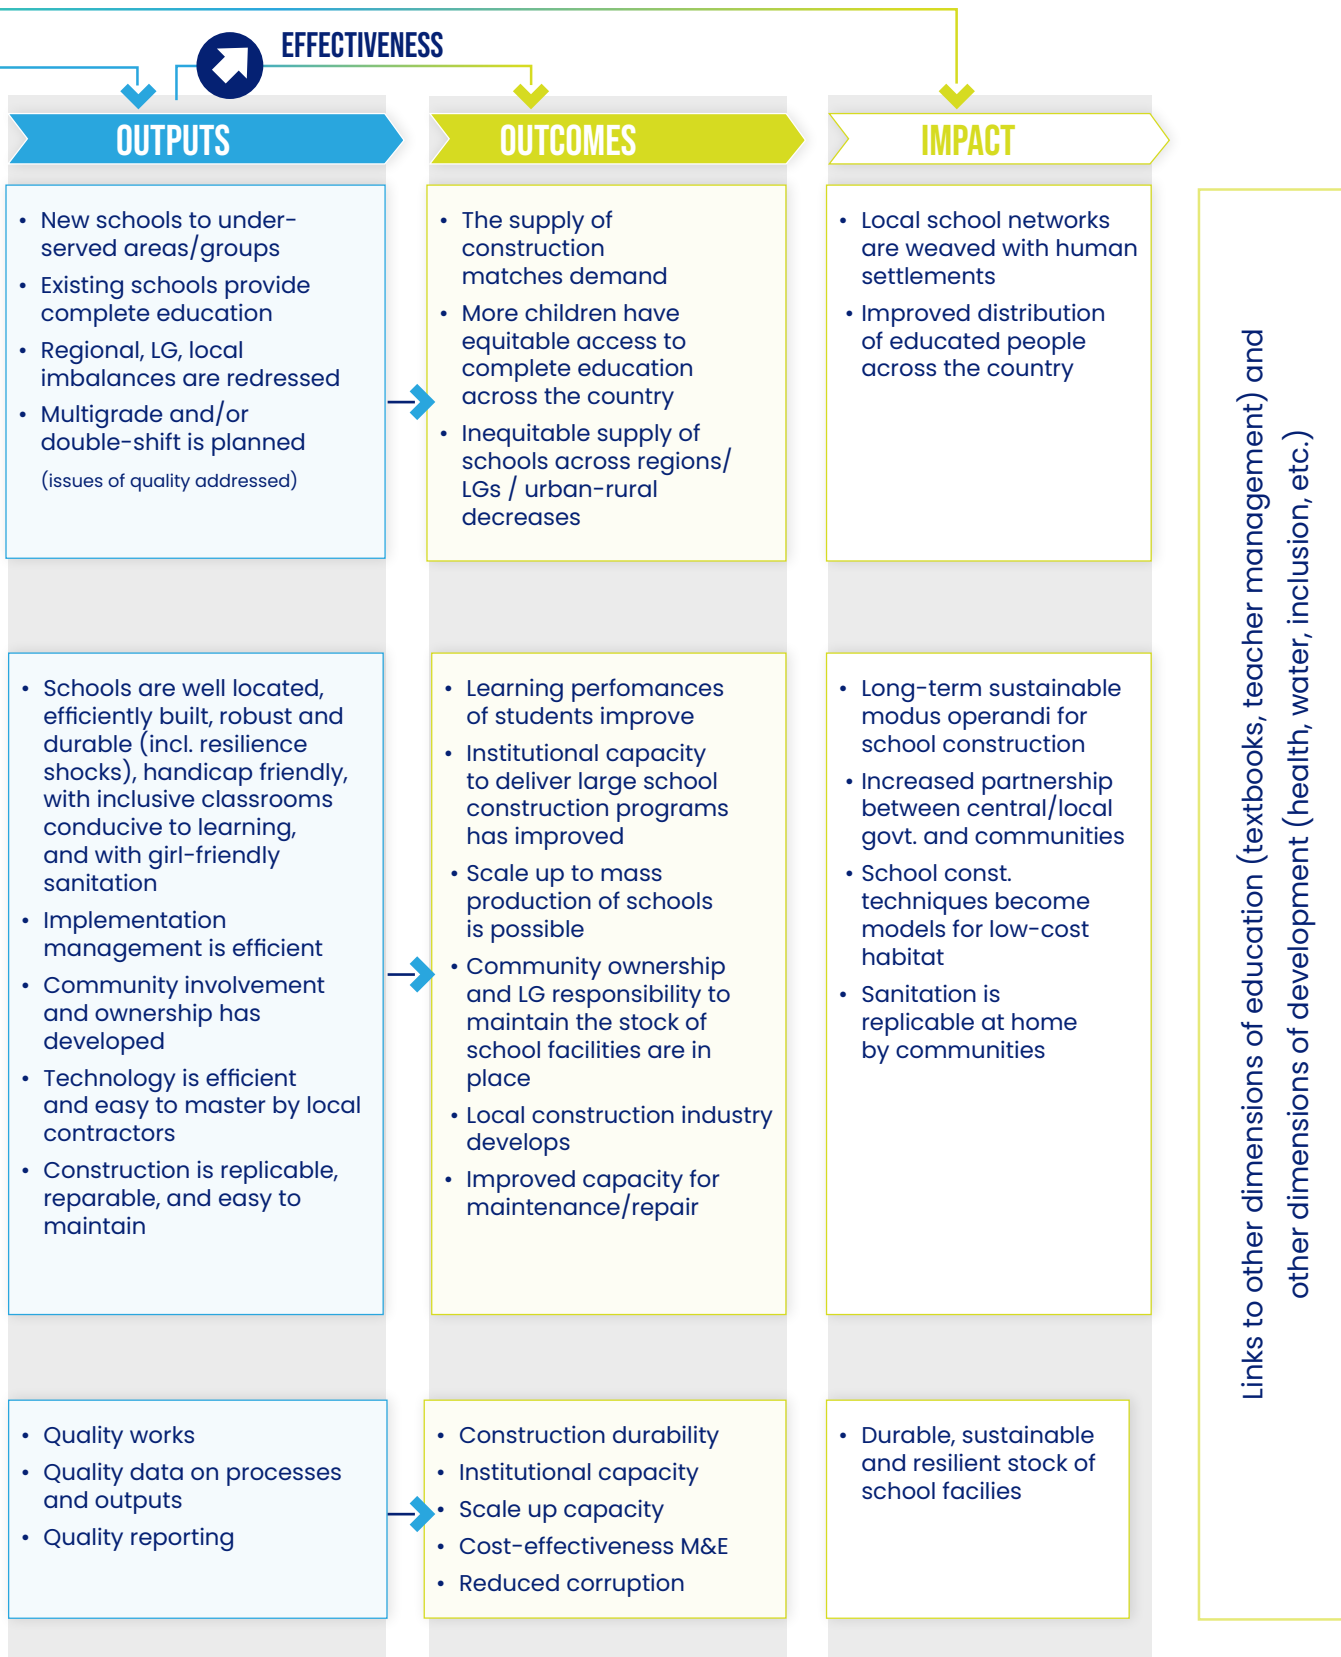 EFFECTIVENESS
OUTPUTS
OUTCOMES
IMPACT
• New schools to under-
served areas/groups
• Existing schools provide
complete education
• Regional, LG, local
imbalances are redressed
• Multigrade and/or
double-shift is planned
(issues of quality addressed)
• The supply of
construction
matches demand
• More children have
equitable access to
complete education
across the country
• Inequitable supply of
schools across regions/
LGs / urban-rural
decreases
• Local school networks
are weaved with human
settlements
• Improved distribution
of educated people
across the country
• Schools are well located,
efficiently built, robust and
durable (incl. resilience
shocks), handicap friendly,
with inclusive classrooms
conducive to learning,
and with girl-friendly
sanitation
• Implementation
management is efficient
• Community involvement
and ownership has
developed
• Technology is efficient
and easy to master by local
contractors
• Construction is replicable,
reparable, and easy to
maintain
• Learning perfomances
of students improve
• Institutional capacity
to deliver large school
construction programs
has improved
• Scale up to mass
production of schools
is possible
• Community ownership
and LG responsibility to
maintain the stock of
school facilities are in
place
• Local construction industry
develops
• Improved capacity for
maintenance/repair
• Long-term sustainable
modus operandi for
school construction
• Increased partnership
between central/local
govt. and communities
• School const.
techniques become
models for low-cost
habitat
• Sanitation is
replicable at home
by communities
• Quality works
• Quality data on processes
and outputs
• Quality reporting
• Construction durability
• Institutional capacity
• Scale up capacity
• Cost-effectiveness M&E
• Reduced corruption
• Durable, sustainable
and resilient stock of
school facilies
Links to other dimensions of education (textbooks, teacher management) and
other dimensions of development (health, water, inclusion, etc.)